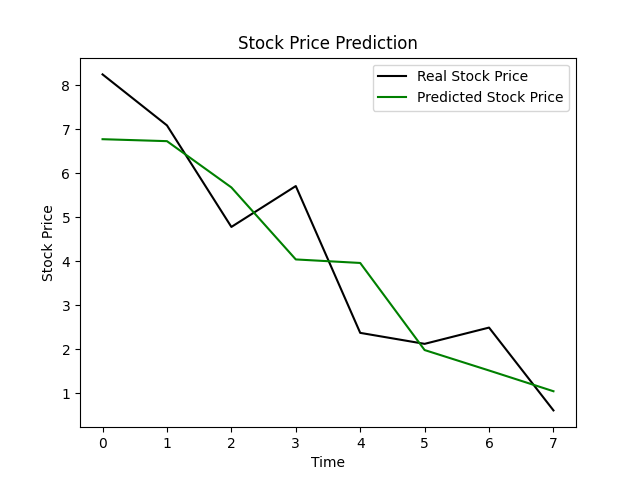 Stock Price Prediction
Real Stock Price
Predicted Stock Price
Stock Price
8
7
6
5
4
3
2
1
0 1 2 3 4 5 6 7
Time